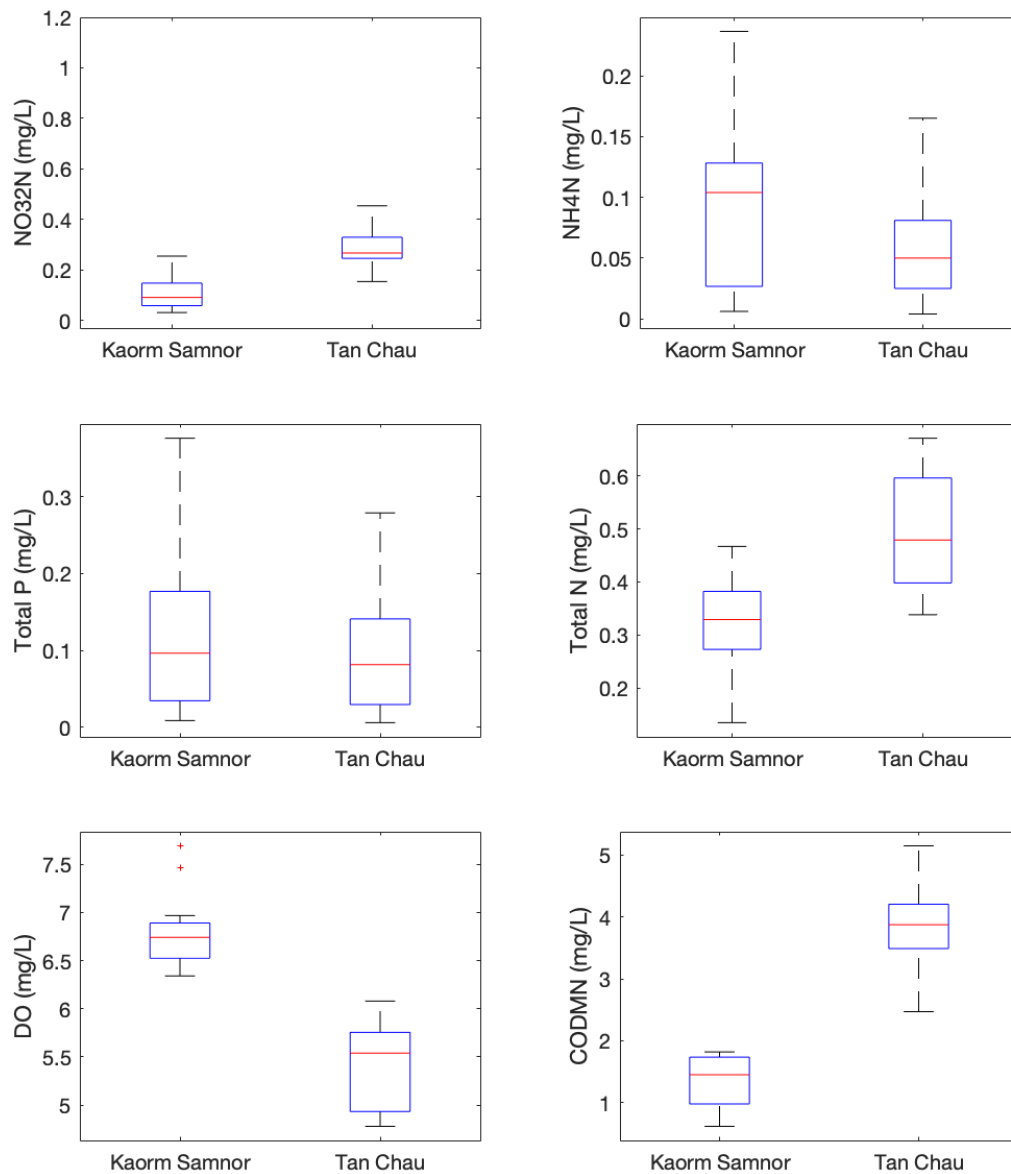 1.2
1
0.8
0.6
0.4
0.2
0
NO32N (mg/L)
Kaorm Samnor Tan Chau
0.2
0.15
0.1
0.05
0
NH4N (mg/L)
Kaorm Samnor Tan Chau
0.3
0.2
0.1
0
Total P (mg/L)
Kaorm Samnor Tan Chau
0.6
0.5
0.4
0.3
0.2
Total N (mg/L)
Kaorm Samnor Tan Chau
7.5
7
6.5
6
5.5
5
DO (mg/L)
Kaorm Samnor Tan Chau
5
4
3
2
1
CODMN (mg/L)
Kaorm Samnor Tan Chau